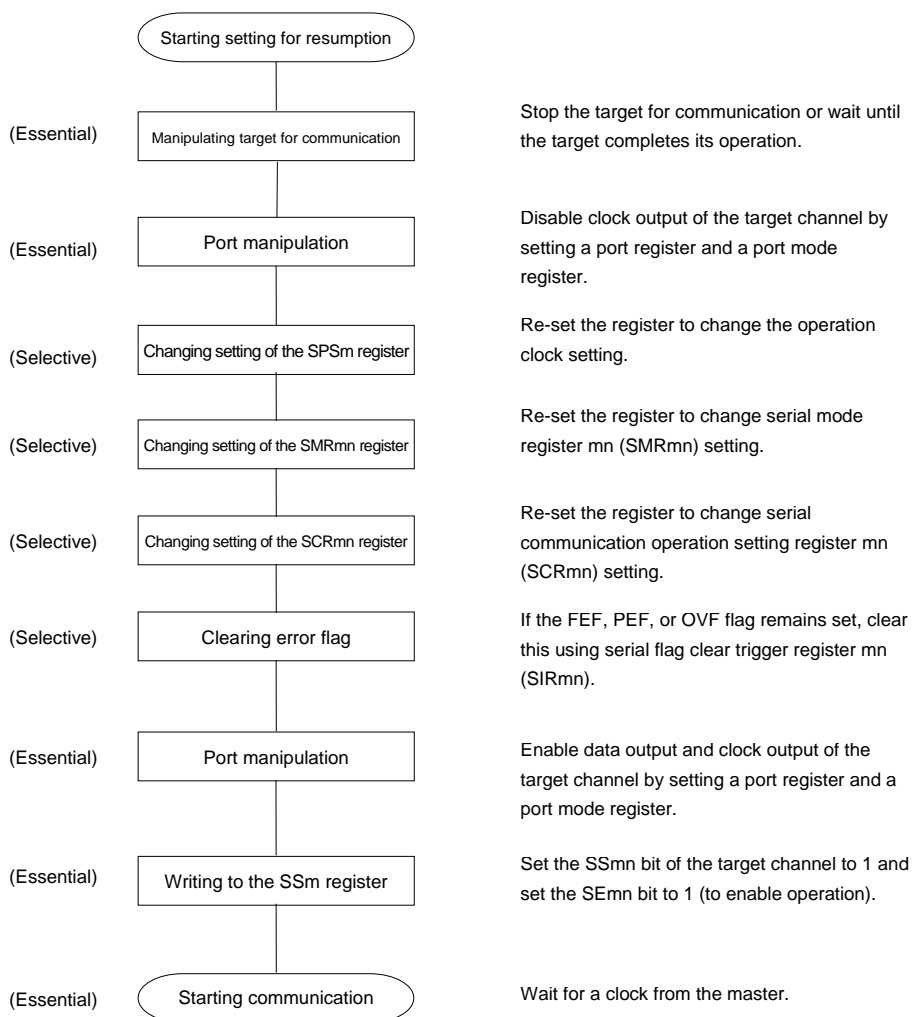 Starting setting for resumption
(Essential)
Manipulating target for communication
Stop the target for communication or wait until
the target completes its operation.
(Essential)
Port manipulation
Disable clock output of the target channel by
setting a port register and a port mode
register.
(Selective)
Changing setting of the SPSm register
Re-set the register to change the operation
clock setting.
(Selective)
Changing setting of the SMRmn register
Re-set the register to change serial mode
register mn (SMRmn) setting.
(Selective)
Changing setting of the SCRmn register
Re-set the register to change serial
communication operation setting register mn
(SCRmn) setting.
(Selective)
Clearing error flag
If the FEF, PEF, or OVF flag remains set, clear
this using serial flag clear trigger register mn
(SIRmn).
(Essential)
Port manipulation
Enable data output and clock output of the
target channel by setting a port register and a
port mode register.
(Essential)
Writing to the SSm register
Set the SSmn bit of the target channel to 1 and
set the SEmn bit to 1 (to enable operation).
(Essential)
Starting communication
Wait for a clock from the master.